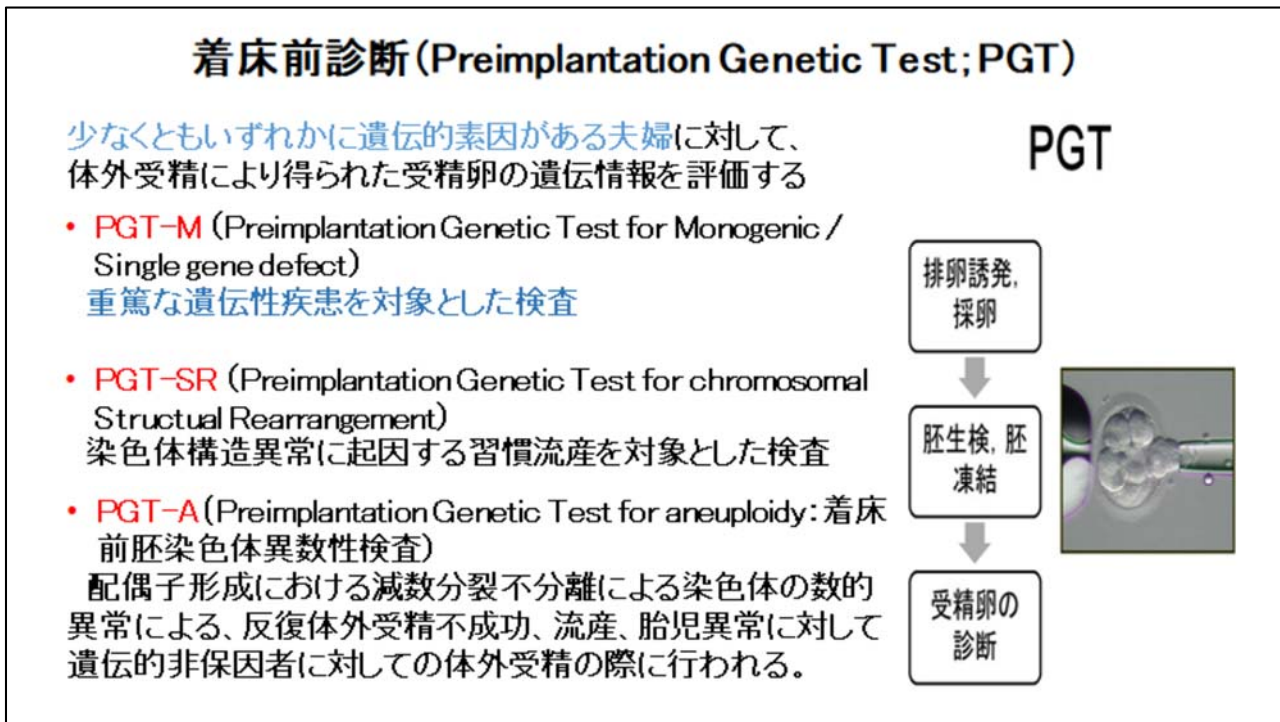 着床前診断(Preimplantation Genetic Test;PGT)
少なくともいずれかに遺伝的素因がある夫婦に対して、
体外受精により得られた受精卵の遺伝情報を評価する
• PGT-M (Preimplantation Genetic Test for Monogenic /
Single gene defect)
重篤な遺伝性疾患を対象とした検査
• PGT-SR (Preimplantation Genetic Test for chromosomal
Structual Rearrangement)
染色体構造異常に起因する習慣流産を対象とした検査
• PGT-A(Preimplantation Genetic Test for aneuploidy:着床
前胚染色体異数性検査)
配偶子形成における減数分裂不分離による染色体の数的
異常による、反復体外受精不成功、流産、胎児異常に対して
遺伝的非保因者に対しての体外受精の際に行われる。
PGT
排卵誘発,
採卵
胚生検, 胚
凍結
受精卵の
診断